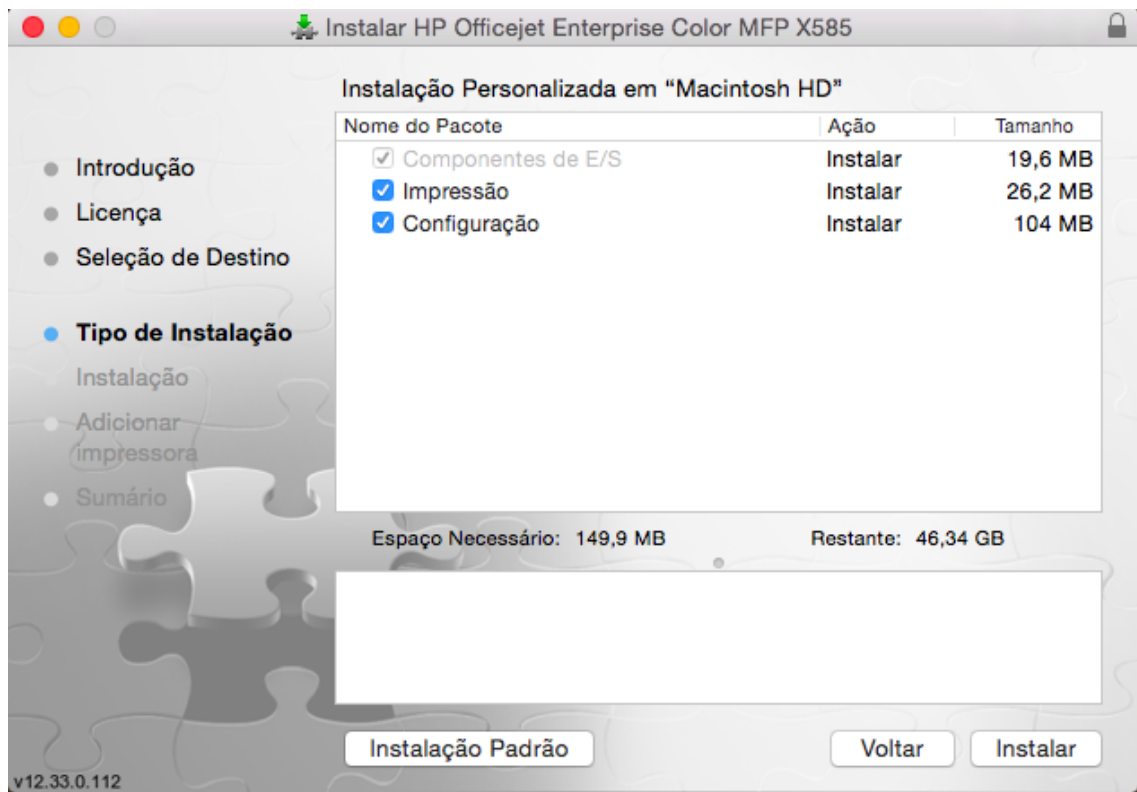 Instalar HP Officejet Enterprise Color MFP X585
Instalação Personalizada em “Macintosh HD”
Nome do Pacote Ação Tamanho
Componentes de E/S Instalar 19,6 MB
Impressão Instalar 26,2 MB
Configuração Instalar 104 MB
Introdução
Licença
Seleção de Destino
Tipo de Instalação
Instalação
Adicionar
impressora
Sumário
Espaço Necessário: 149,9 MB Restante: 46,34 GB
Instalação Padrão Voltar Instalar
v12.33.0.112